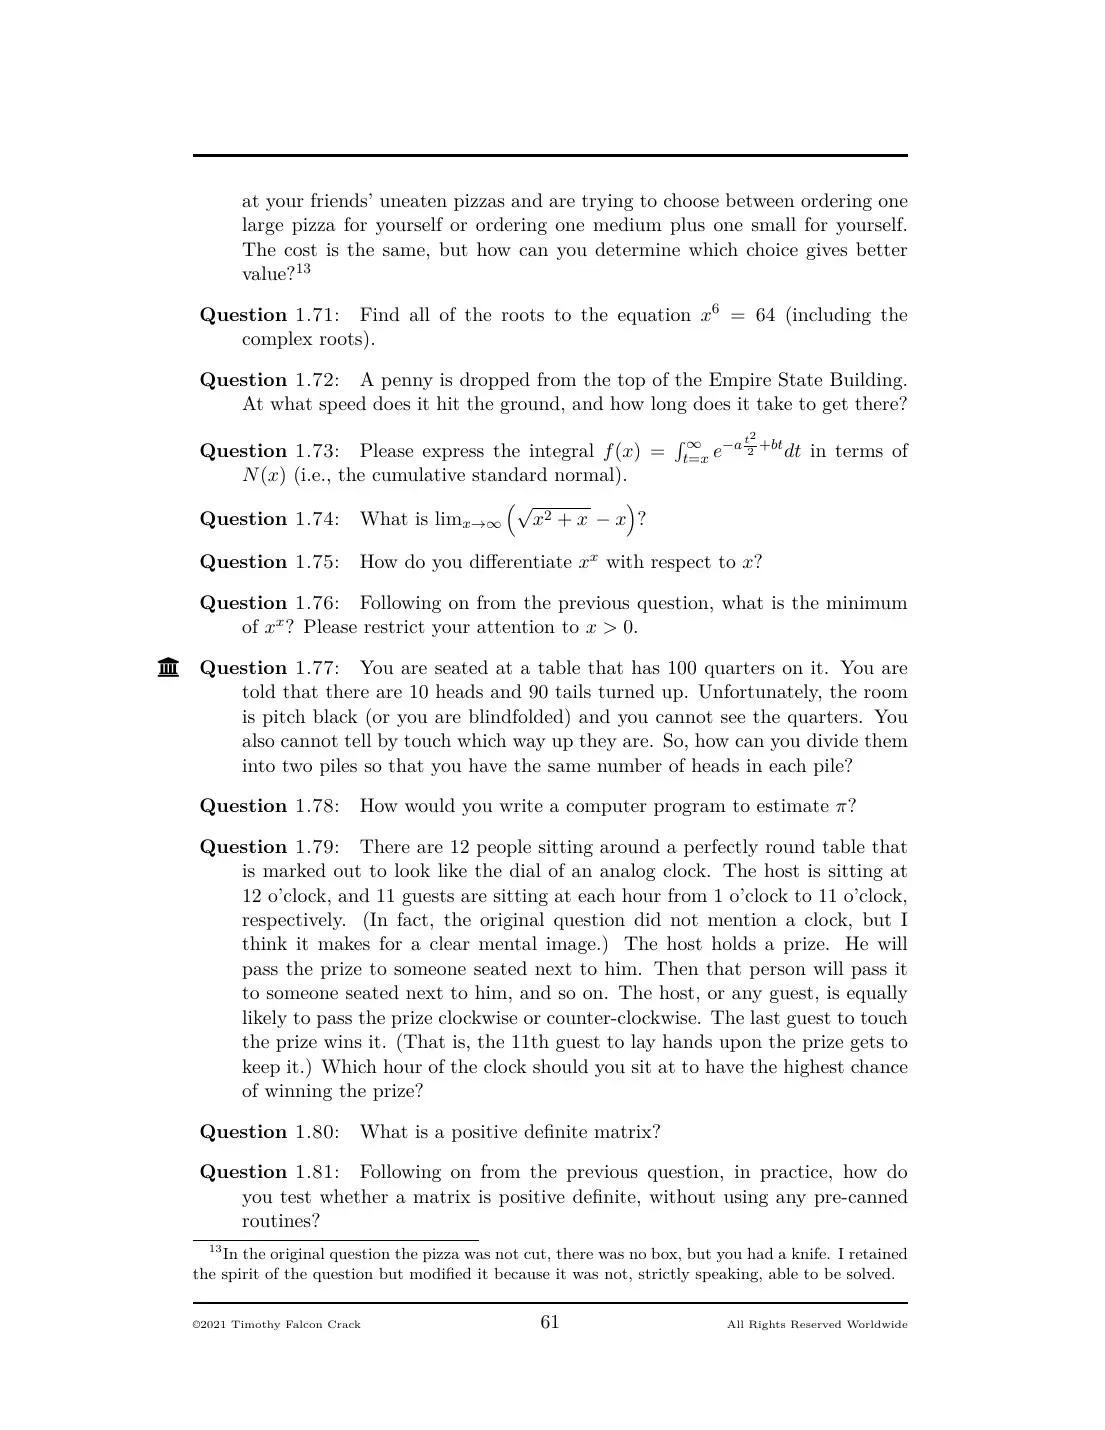 at your friends’ uneaten pizzas and are trying to choose between ordering one
large pizza for yourself or ordering one medium plus one small for yourself.
The cost is the same, but how can you determine which choice gives better
value?¹³
Question 1.71: Find all of the roots to the equation x⁶ = 64 (including the
complex roots).
Question 1.72: A penny is dropped from the top of the Empire State Building.
At what speed does it hit the ground, and how long does it take to get there?
Question 1.73: Please express the integral f(x) = ∫_{t=x}^{∞} e^{−a\frac{t²}{2}+bt} dt in terms of
N(x) (i.e., the cumulative standard normal).
Question 1.74: What is lim_{x→∞} (√(x² + x) − x)?
Question 1.75: How do you differentiate xˣ with respect to x?
Question 1.76: Following on from the previous question, what is the minimum
of xˣ? Please restrict your attention to x > 0.
Question 1.77: You are seated at a table that has 100 quarters on it. You are
told that there are 10 heads and 90 tails turned up. Unfortunately, the room
is pitch black (or you are blindfolded) and you cannot see the quarters. You
also cannot tell by touch which way up they are. So, how can you divide them
into two piles so that you have the same number of heads in each pile?
Question 1.78: How would you write a computer program to estimate π?
Question 1.79: There are 12 people sitting around a perfectly round table that
is marked out to look like the dial of an analog clock. The host is sitting at
12 o’clock, and 11 guests are sitting at each hour from 1 o’clock to 11 o’clock,
respectively. (In fact, the original question did not mention a clock, but I
think it makes for a clear mental image.) The host holds a prize. He will
pass the prize to someone seated next to him. Then that person will pass it
to someone seated next to him, and so on. The host, or any guest, is equally
likely to pass the prize clockwise or counter-clockwise. The last guest to touch
the prize wins it. (That is, the 11th guest to lay hands upon the prize gets to
keep it.) Which hour of the clock should you sit at to have the highest chance
of winning the prize?
Question 1.80: What is a positive definite matrix?
Question 1.81: Following on from the previous question, in practice, how do
you test whether a matrix is positive definite, without using any pre-canned
routines?
¹³In the original question the pizza was not cut, there was no box, but you had a knife. I retained
the spirit of the question but modified it because it was not, strictly speaking, able to be solved.
©2021 Timothy Falcon Crack 61 All Rights Reserved Worldwide